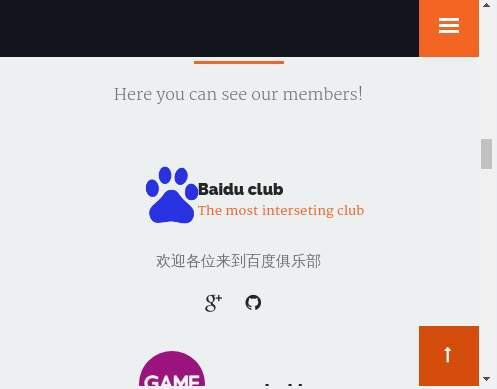 Here you can see our members!
Baidu club
The most interseting club
欢迎各位来到百度俱乐部
GAME